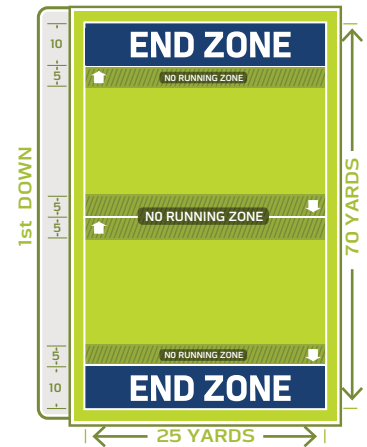 10
END ZONE
5
NO RUNNING ZONE
1st DOWN
5
NO RUNNING ZONE
5
70 YARDS
5
NO RUNNING ZONE
10
END ZONE
25 YARDS